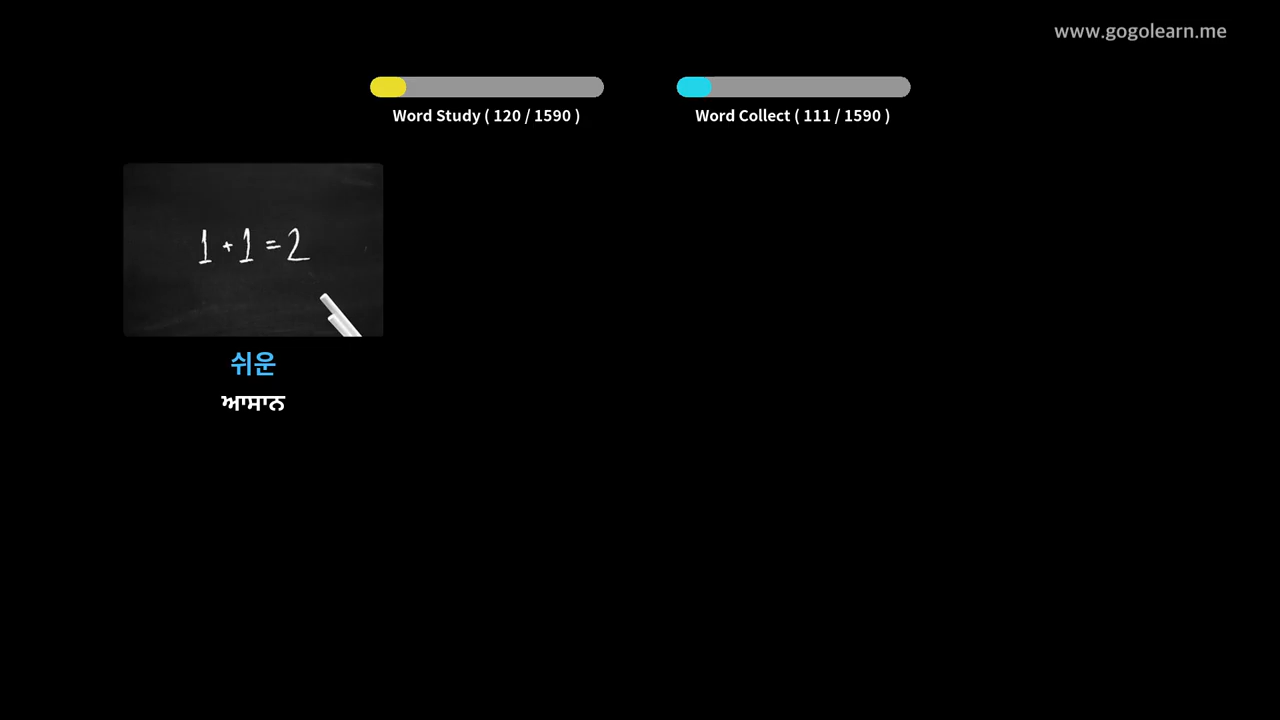 www.gogolearn.me
Word Study ( 120 / 1590 )
Word Collect ( 111 / 1590 )
1 + 1 = 2
쉬운
ਆਸਾਨ